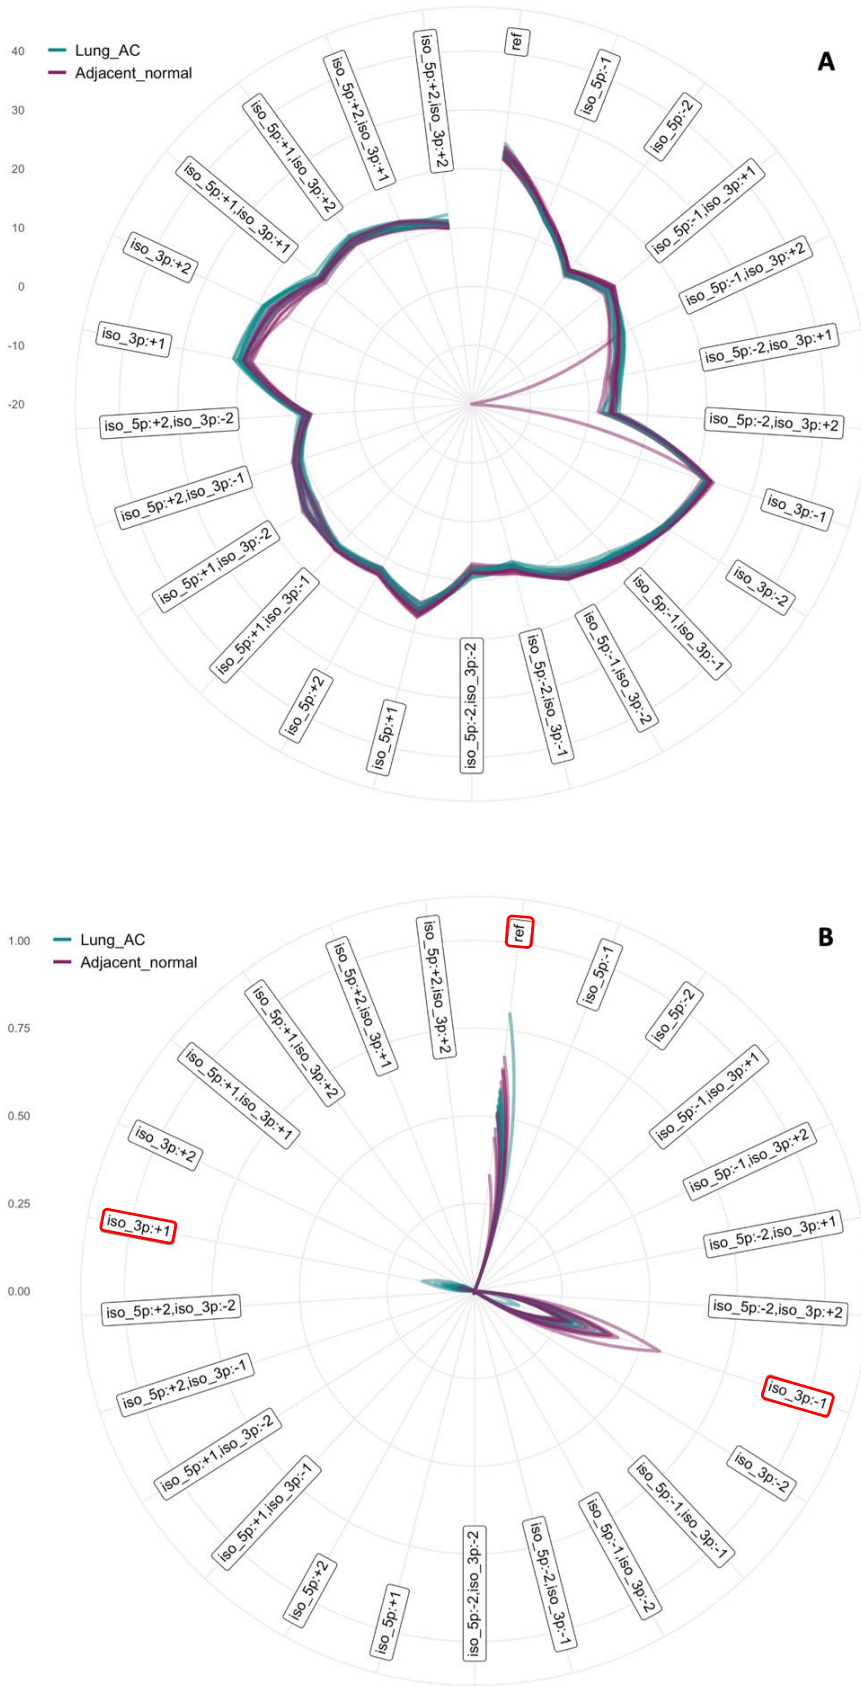 A
40
30
20
10
0
-10
-20
Lung_AC
Adjacent_normal
ref
iso_5p:-1
iso_5p:-2
iso_5p:-1,iso_3p:+1
iso_5p:-1,iso_3p:+2
iso_5p:-2,iso_3p:+1
iso_5p:-2,iso_3p:+2
iso_3p:-1
iso_3p:-2
iso_5p:-1,iso_3p:-1
iso_5p:-1,iso_3p:-2
iso_5p:-2,iso_3p:-1
iso_5p:-2,iso_3p:-2
iso_5p:+1
iso_5p:+2
iso_5p:+1,iso_3p:-1
iso_5p:+1,iso_3p:-2
iso_5p:+2,iso_3p:-1
iso_5p:+2,iso_3p:-2
iso_3p:+1
iso_3p:+2
iso_5p:+1,iso_3p:+1
iso_5p:+1,iso_3p:+2
iso_5p:+2,iso_3p:+1
iso_5p:+2,iso_3p:+2
B
1.00
0.75
0.50
0.25
0.00
Lung_AC
Adjacent_normal
ref
iso_5p:-1
iso_5p:-2
iso_5p:-1,iso_3p:+1
iso_5p:-1,iso_3p:+2
iso_5p:-2,iso_3p:+1
iso_5p:-2,iso_3p:+2
iso_3p:-1
iso_3p:-2
iso_5p:-1,iso_3p:-1
iso_5p:-1,iso_3p:-2
iso_5p:-2,iso_3p:-1
iso_5p:-2,iso_3p:-2
iso_5p:+1
iso_5p:+2
iso_5p:+1,iso_3p:-1
iso_5p:+1,iso_3p:-2
iso_5p:+2,iso_3p:-1
iso_5p:+2,iso_3p:-2
iso_3p:+1
iso_3p:+2
iso_5p:+1,iso_3p:+1
iso_5p:+1,iso_3p:+2
iso_5p:+2,iso_3p:+1
iso_5p:+2,iso_3p:+2